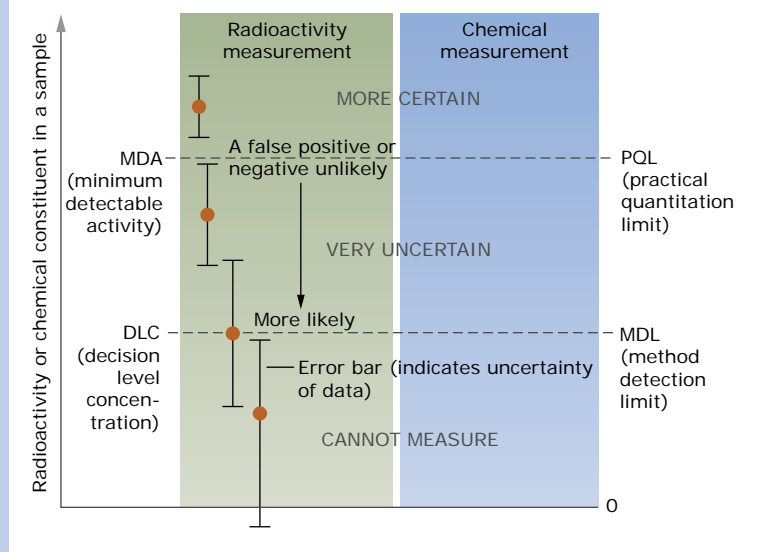 Radioactivity or chemical constituent in a sample
Radioactivity
measurement
Chemical
measurement
MORE CERTAIN
A false positive or
negative unlikely
MDA
(minimum
detectable
activity)
PQL
(practical
quantitation
limit)
VERY UNCERTAIN
More likely
DLC
(decision
level
concen-
tration)
MDL
(method
detection
limit)
Error bar (indicates uncertainty
of data)
CANNOT MEASURE
0